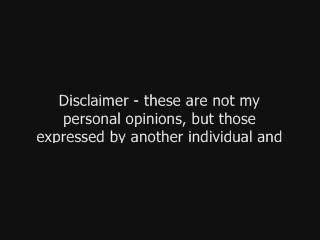 Disclaimer - these are not my
personal opinions, but those
expressed by another individual and